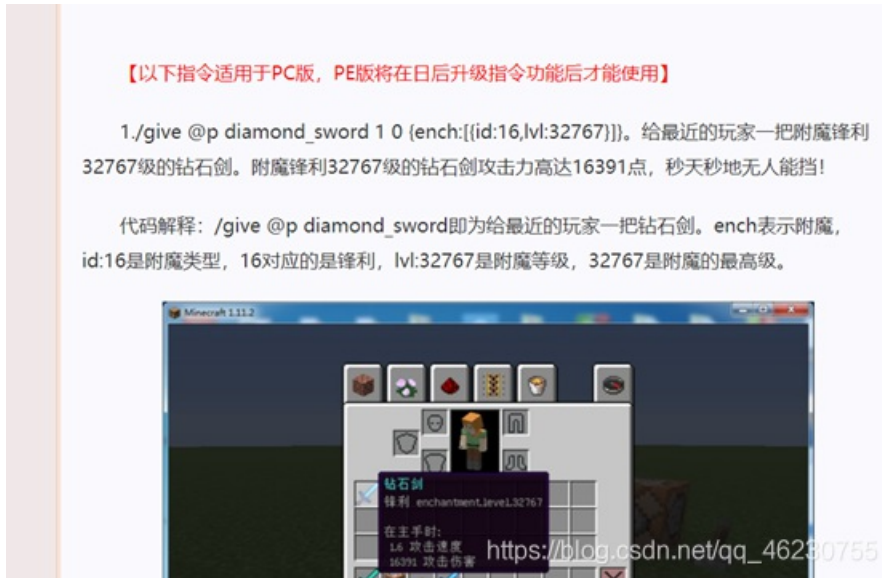 【以下指令适用于PC版，PE版将在日后升级指令功能后才能使用】
1./give @p diamond_sword 1 0 {ench:[{id:16,lvl:32767}]}。给最近的玩家一把附魔锋利
32767级的钻石剑。附魔锋利32767级的钻石剑攻击力高达16391点，秒天秒地无人能挡！
代码解释：/give @p diamond_sword即为给最近的玩家一把钻石剑。ench表示附魔，
id:16是附魔类型，16对应的是锋利，lvl:32767是附魔等级，32767是附魔的最高级。
Minecraft 1.11.2
钻石剑
锋利 enchantment.level.32767
在主手时:
1.6 攻击速度
16391 攻击伤害
https://blog.csdn.net/qq_46230755